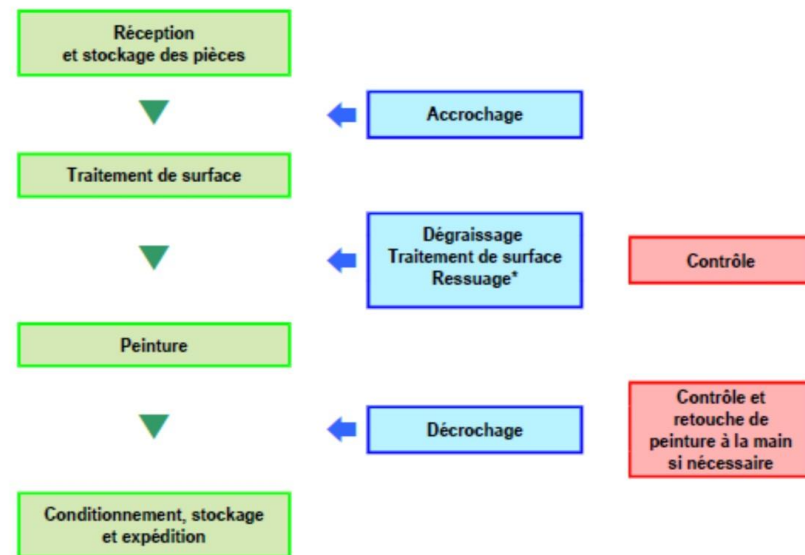 Réception
et stockage des pièces
Accrochage
Traitement de surface
Dégraissage
Traitement de surface
Ressuage*
Contrôle
Peinture
Décrochage
Contrôle et
retouche de
peinture à la main
si nécessaire
Conditionnement, stockage
et expédition